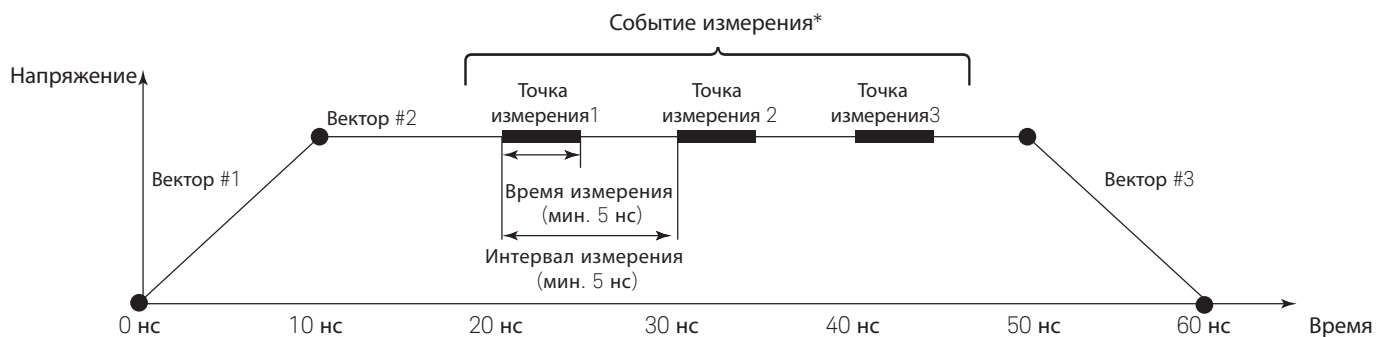 Событие измерения*
Напряжение
Точка
измерения1
Точка
измерения 2
Точка
измерения3
Вектор #2
Вектор #1
Вектор #3
Время измерения
(мин. 5 нс)
Интервал измерения
(мин. 5 нс)
0 нс
10 нс
20 нс
30 нс
40 нс
50 нс
60 нс
Время